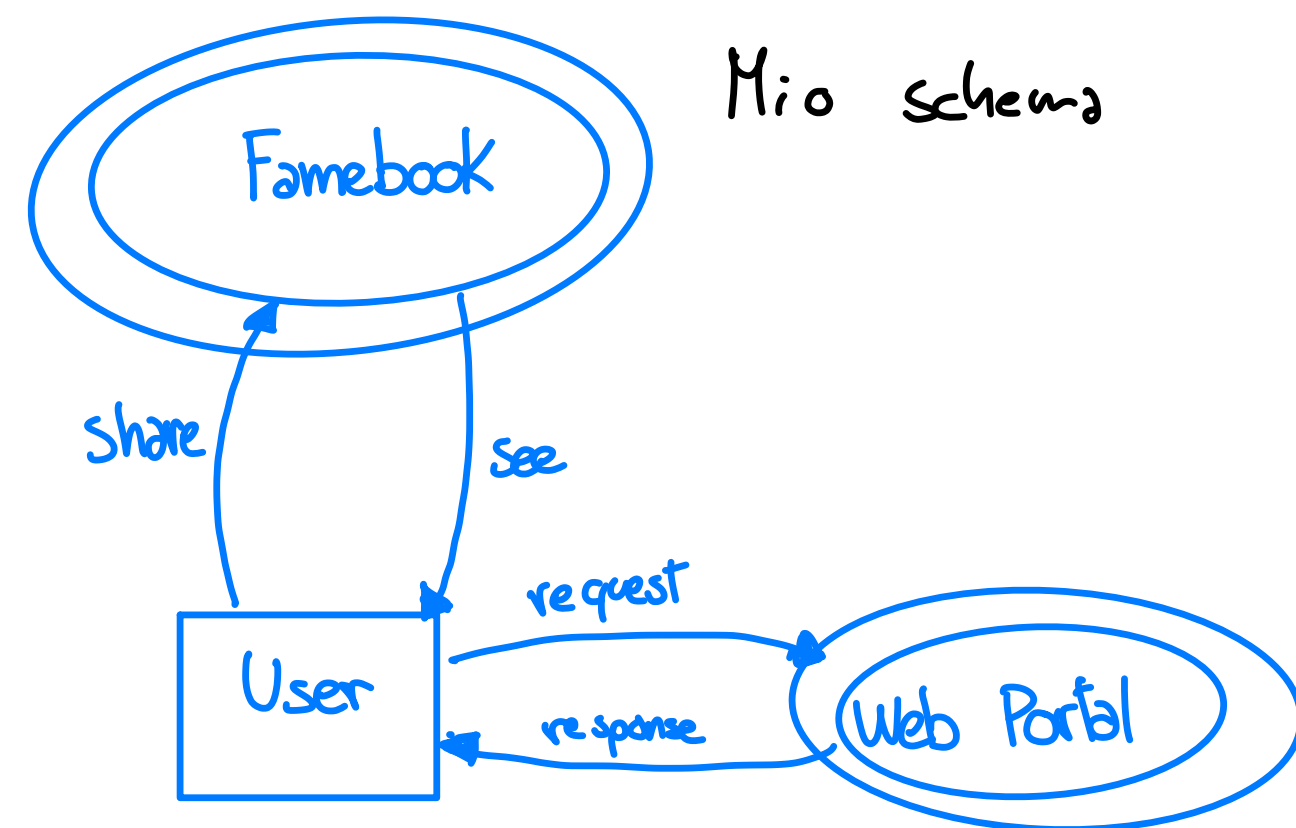 Mio schema
Famebook
share
see
request
User
response
Web Portal